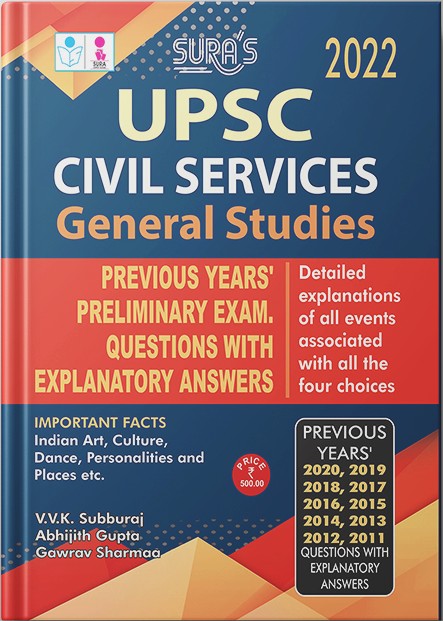 SURA'S
2022
SURA
UPSC
CIVIL SERVICES
General Studies
PREVIOUS YEARS'
PRELIMINARY EXAM.
QUESTIONS WITH
EXPLANATORY ANSWERS
Detailed
explanations
of all events
associated
with all the
four choices
IMPORTANT FACTS
Indian Art, Culture,
Dance, Personalities and
Places etc.
PRICE
₹
500.00
V.V.K. Subburaj
Abhijith Gupta
Gawrav Sharmaa
PREVIOUS
YEARS'
2020, 2019
2018, 2017
2016, 2015
2014, 2013
2012, 2011
QUESTIONS WITH
EXPLANATORY
ANSWERS